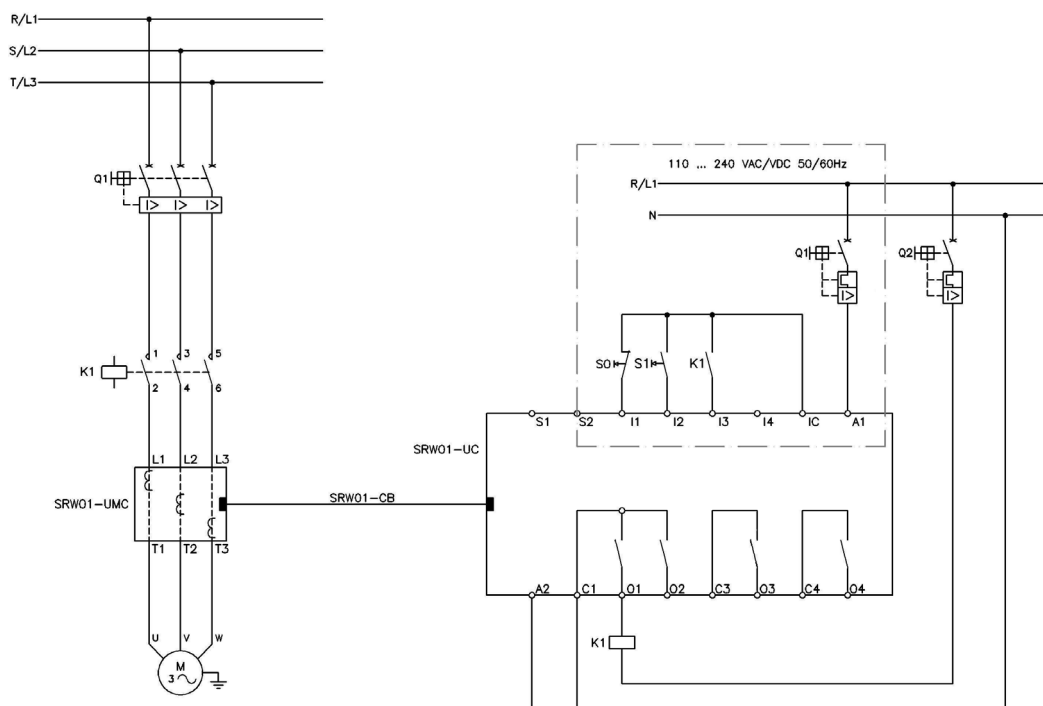 R/L1
S/L2
T/L3
110 ... 240 VAC/VDC 50/60Hz
R/L1
N
Q1
I> I> I>
Q1
Q2
I>
I>
1 3 5
K1
2 4 6
S0
S1
K1
S1 S2 I1 I2 I3 I4 IC A1
SRW01-UC
L1 L2 L3
SRW01-UMC
SRW01-CB
T1 T2 T3
A2 C1 O1 O2 C3 O3 C4 O4
U V W
K1
M
3